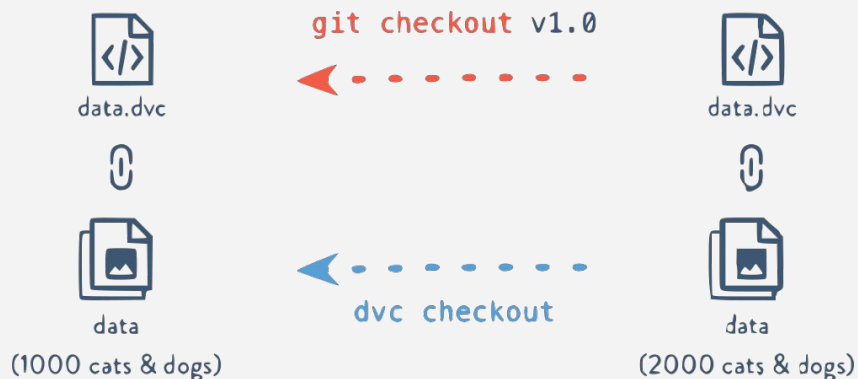 git checkout v1.0
</>
</>
data.dvc
data.dvc
dvc checkout
data
data
(1000 cats & dogs)
(2000 cats & dogs)